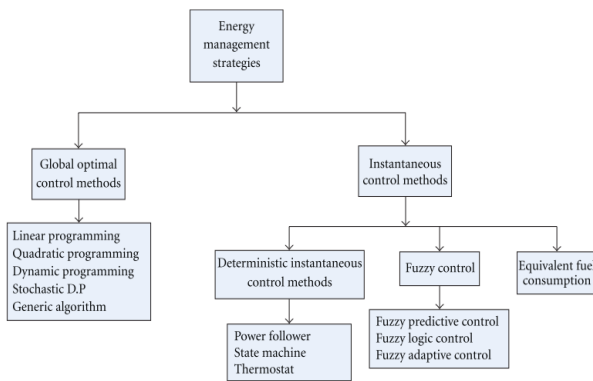 Energy
management
strategies
Global optimal
control methods
Instantaneous
control methods
Linear programming
Quadratic programming
Dynamic programming
Stochastic D.P
Generic algorithm
Deterministic instantaneous
control methods
Fuzzy control
Equivalent fuel
consumption
Power follower
State machine
Thermostat
Fuzzy predictive control
Fuzzy logic control
Fuzzy adaptive control